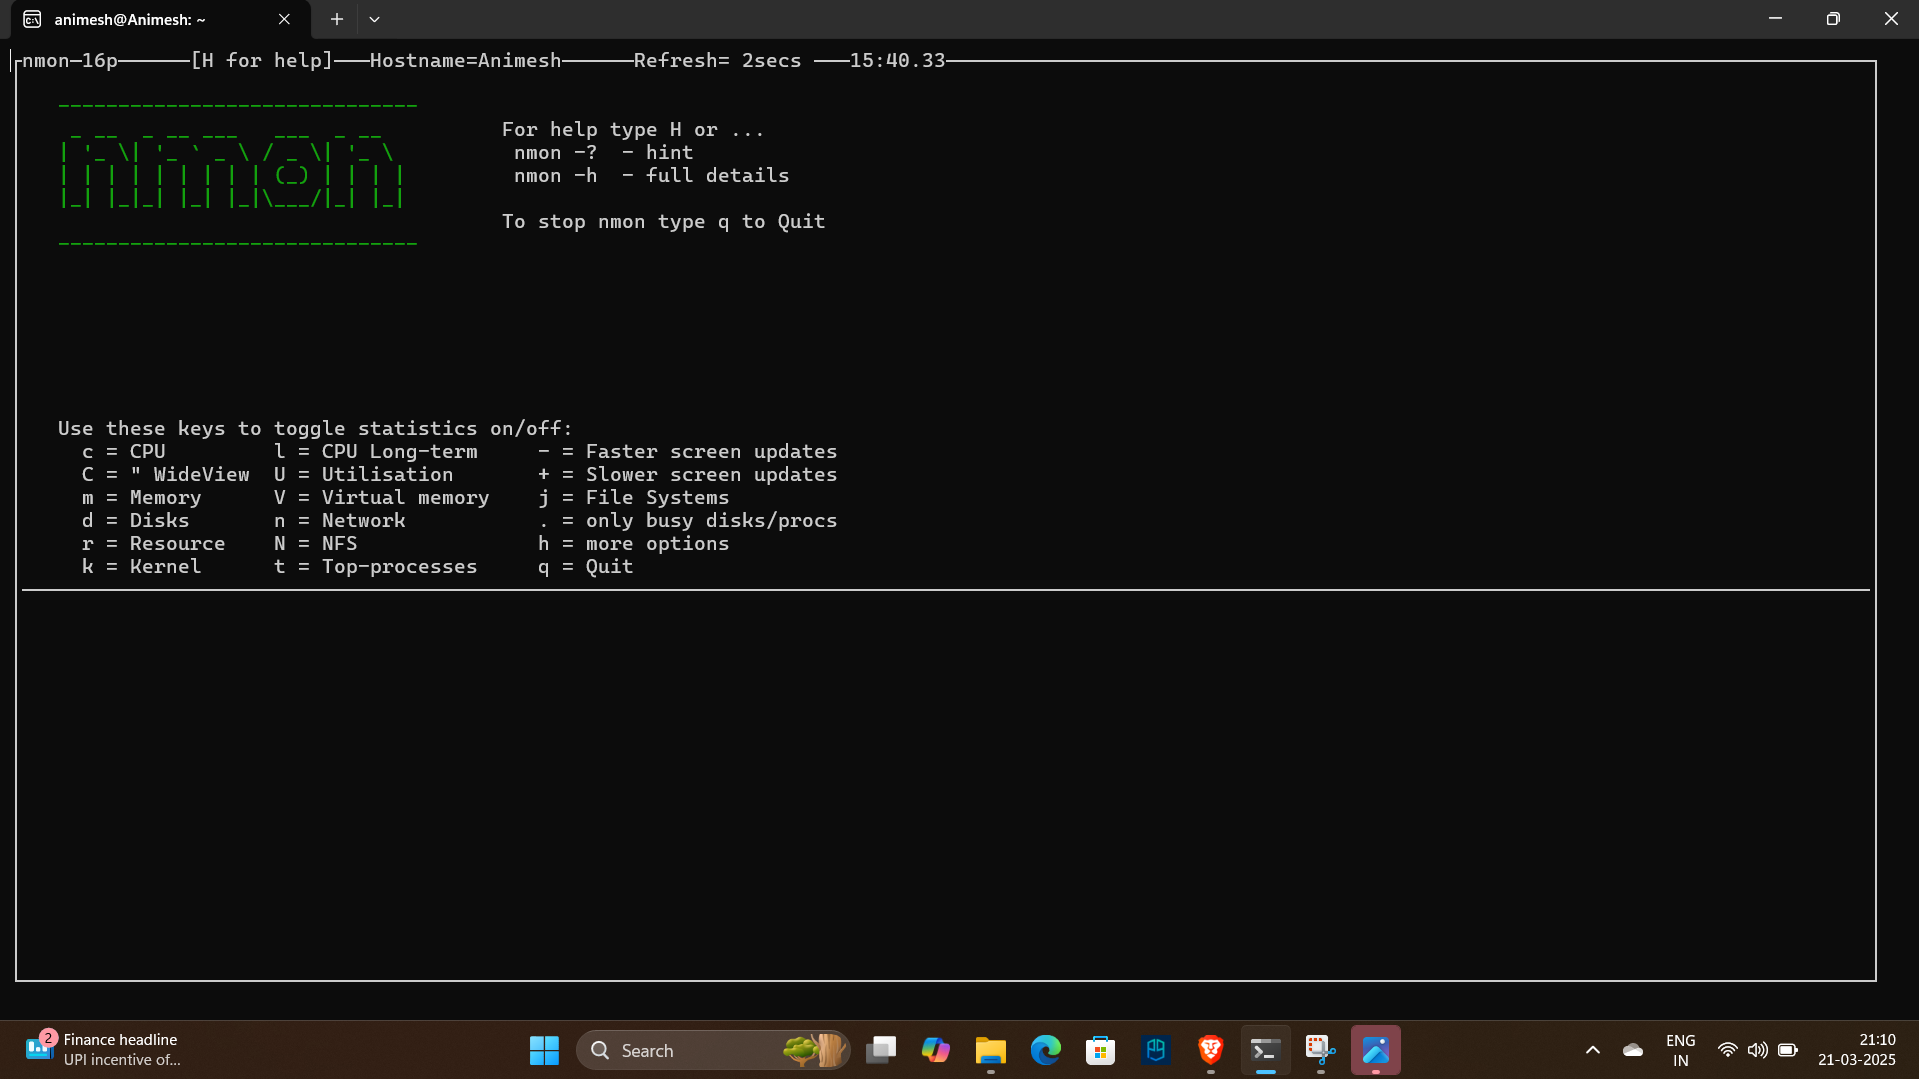 animesh@Animesh: ~
nmon-16p [H for help] Hostname=Animesh Refresh= 2secs 15:40.33
nmon
For help type H or ...
nmon -? - hint
nmon -h - full details
To stop nmon type q to Quit
Use these keys to toggle statistics on/off:
c = CPU l = CPU Long-term - = Faster screen updates
C = " WideView U = Utilisation + = Slower screen updates
m = Memory V = Virtual memory j = File Systems
d = Disks n = Network . = only busy disks/procs
r = Resource N = NFS h = more options
k = Kernel t = Top-processes q = Quit
2
Finance headline
UPI incentive of...
Search
ENG
IN
21:10
21-03-2025